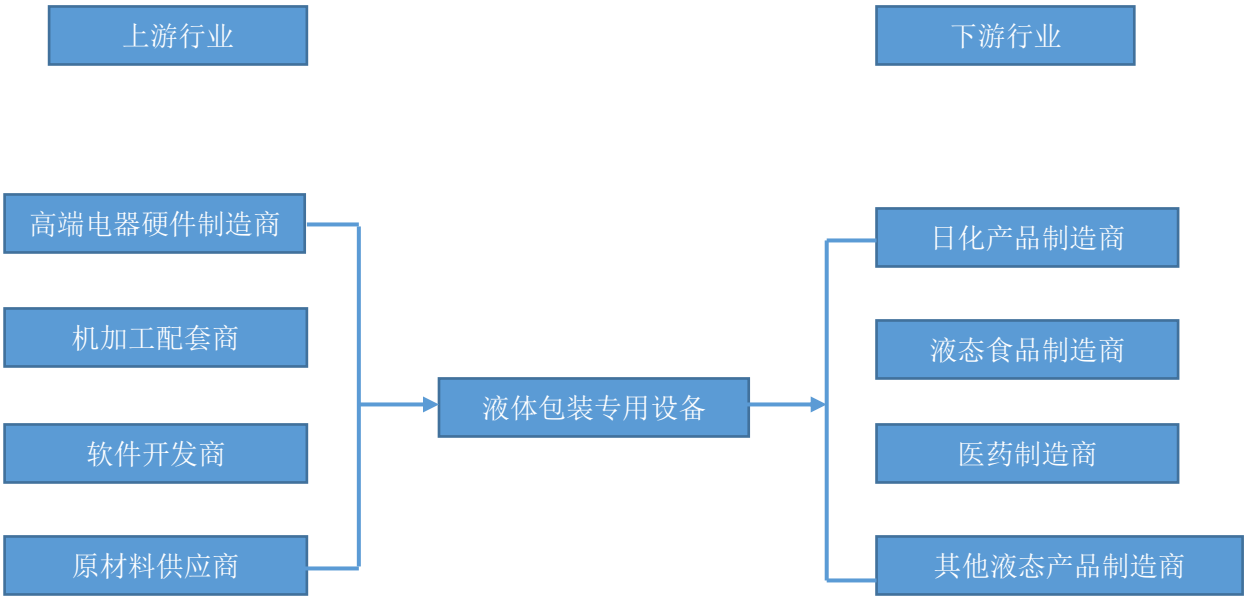 上游行业
下游行业
高端电器硬件制造商
机加工配套商
软件开发商
原材料供应商
液体包装专用设备
日化产品制造商
液态食品制造商
医药制造商
其他液态产品制造商